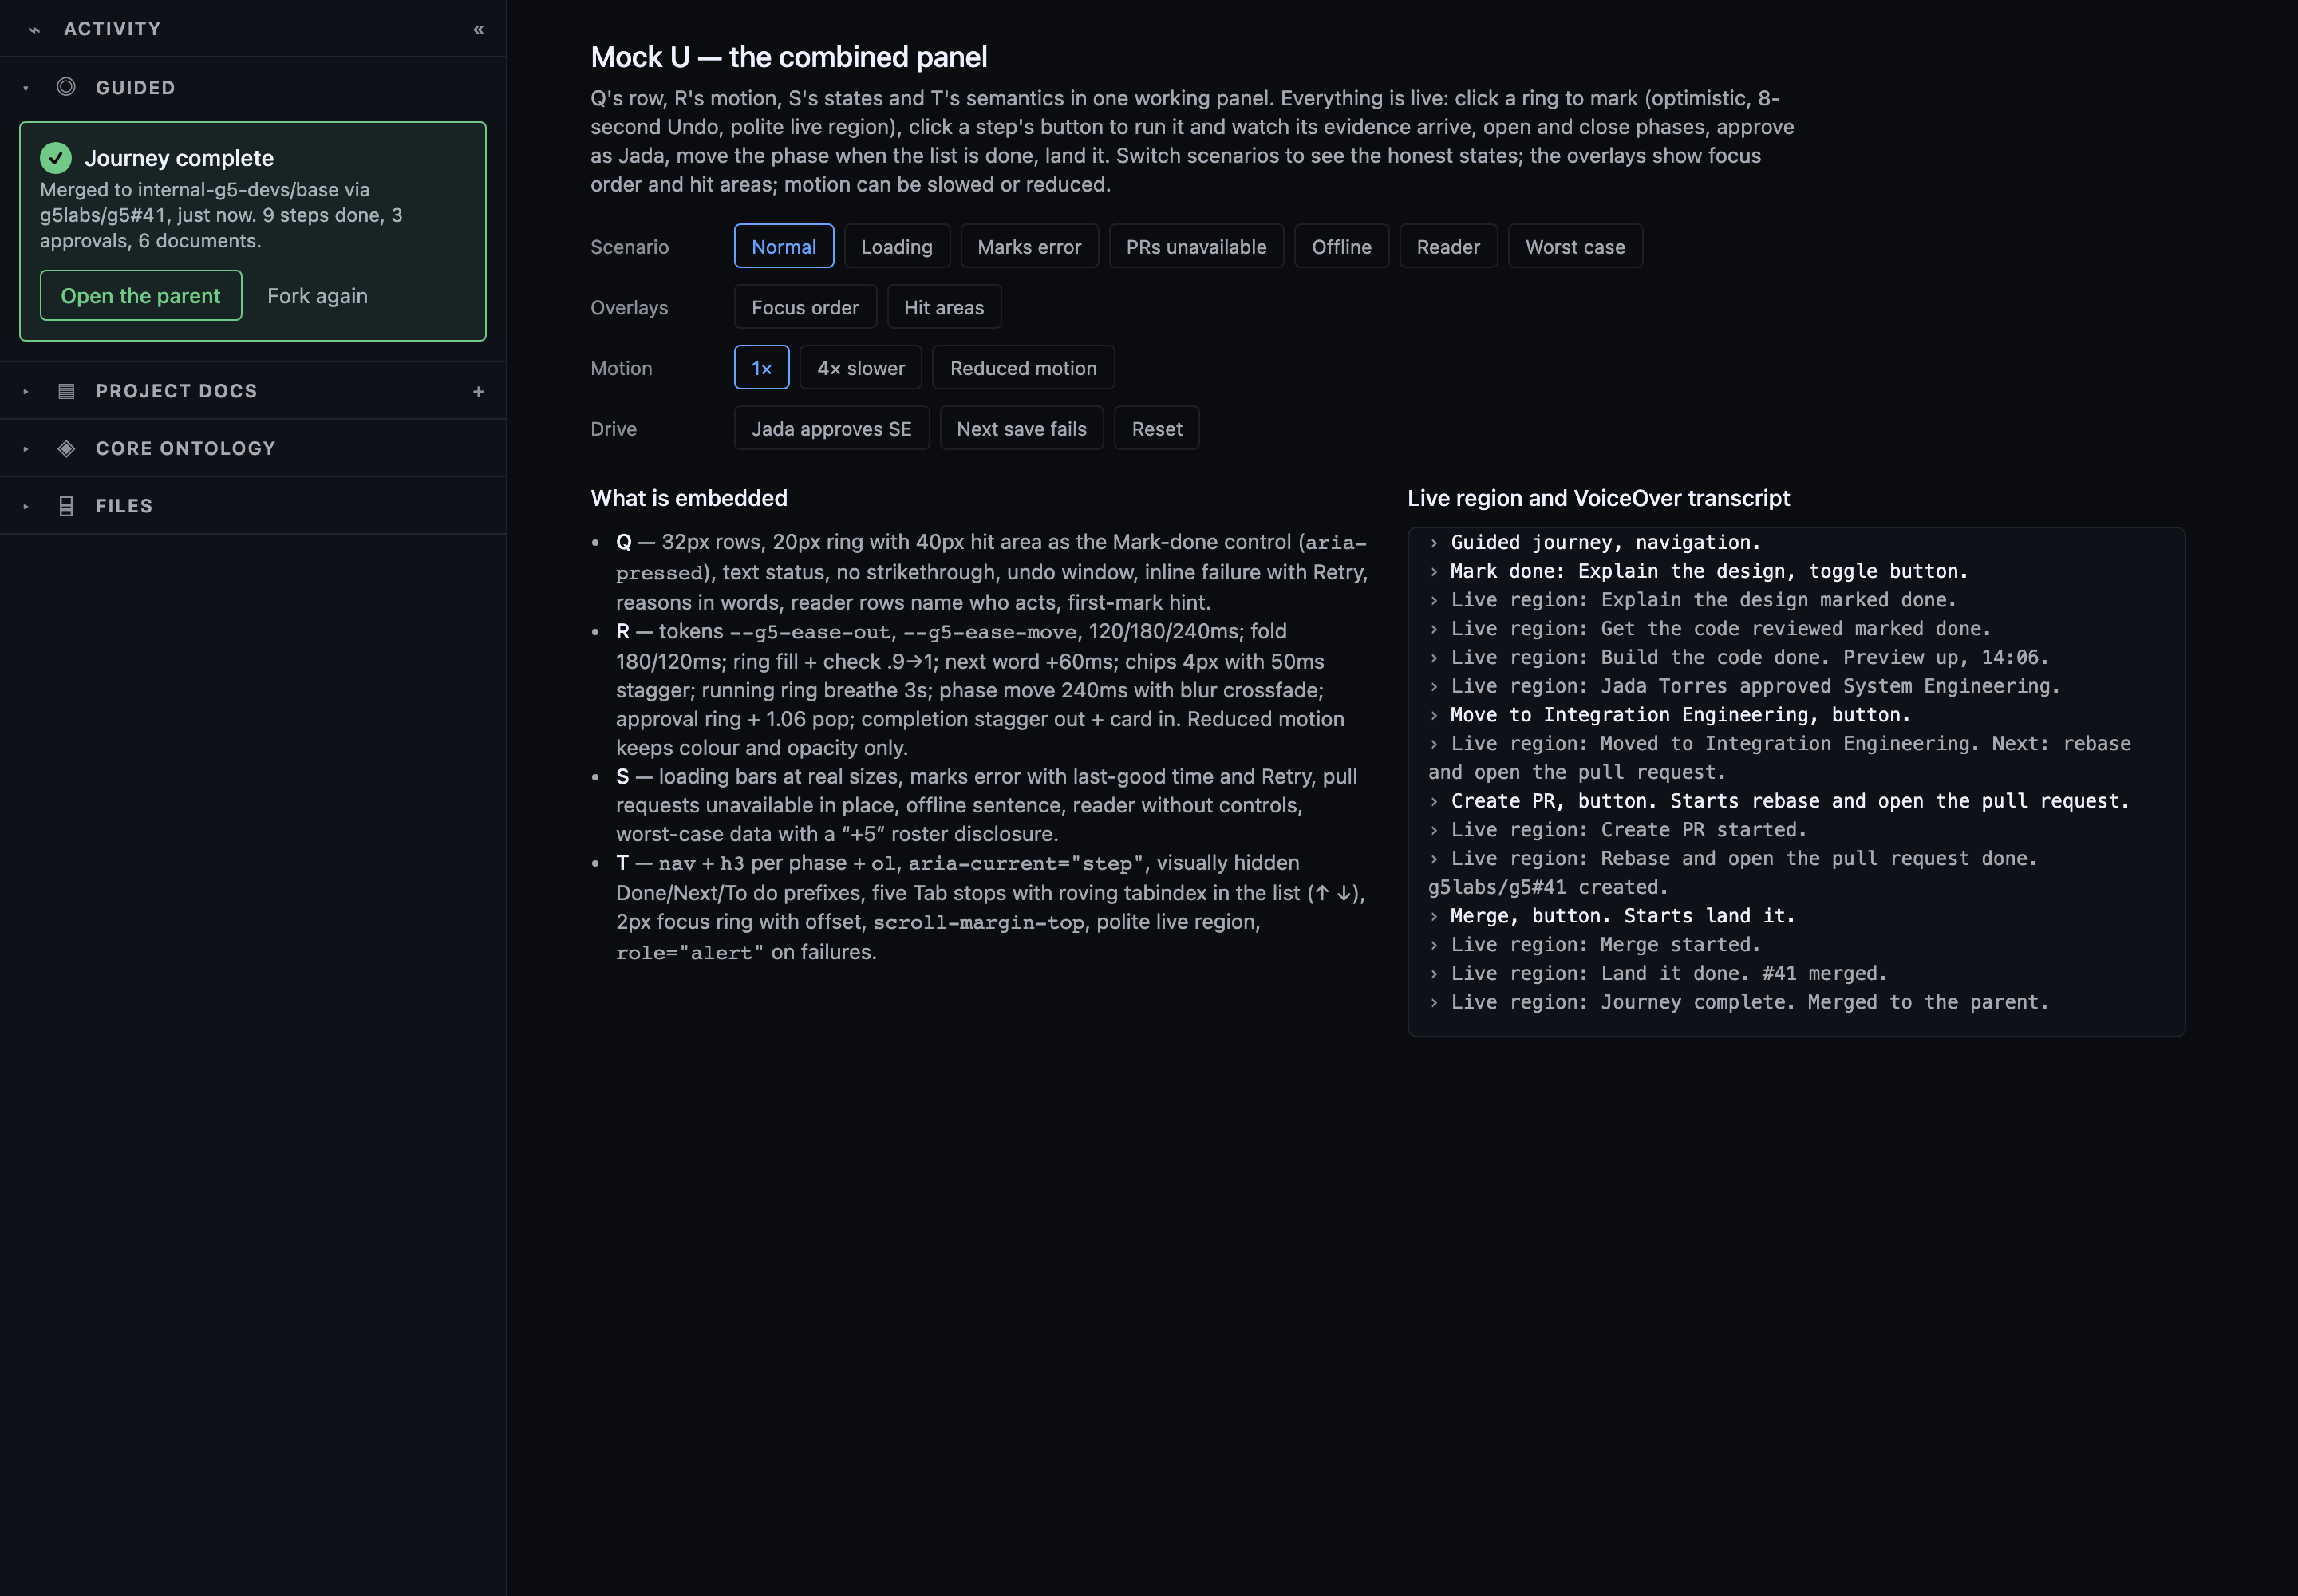 ACTIVITY
«
GUIDED
Journey complete
Merged to internal-g5-devs/base via
g5labs/g5#41, just now. 9 steps done, 3
approvals, 6 documents.
Open the parent
Fork again
PROJECT DOCS
+
CORE ONTOLOGY
FILES
Mock U — the combined panel
Q's row, R's motion, S's states and T's semantics in one working panel. Everything is live: click a ring to mark (optimistic, 8-
second Undo, polite live region), click a step's button to run it and watch its evidence arrive, open and close phases, approve
as Jada, move the phase when the list is done, land it. Switch scenarios to see the honest states; the overlays show focus
order and hit areas; motion can be slowed or reduced.
Scenario
Normal
Loading
Marks error
PRs unavailable
Offline
Reader
Worst case
Overlays
Focus order
Hit areas
Motion
1×
4× slower
Reduced motion
Drive
Jada approves SE
Next save fails
Reset
What is embedded
• Q — 32px rows, 20px ring with 40px hit area as the Mark-done control (aria-
pressed), text status, no strikethrough, undo window, inline failure with Retry,
reasons in words, reader rows name who acts, first-mark hint.
• R — tokens --g5-ease-out, --g5-ease-move, 120/180/240ms; fold
180/120ms; ring fill + check .9→1; next word +60ms; chips 4px with 50ms
stagger; running ring breathe 3s; phase move 240ms with blur crossfade;
approval ring + 1.06 pop; completion stagger out + card in. Reduced motion
keeps colour and opacity only.
• S — loading bars at real sizes, marks error with last-good time and Retry, pull
requests unavailable in place, offline sentence, reader without controls,
worst-case data with a “+5” roster disclosure.
• T — nav + h3 per phase + ol, aria-current="step", visually hidden
Done/Next/To do prefixes, five Tab stops with roving tabindex in the list (↑ ↓),
2px focus ring with offset, scroll-margin-top, polite live region,
role="alert" on failures.
Live region and VoiceOver transcript
› Guided journey, navigation.
› Mark done: Explain the design, toggle button.
› Live region: Explain the design marked done.
› Live region: Get the code reviewed marked done.
› Live region: Build the code done. Preview up, 14:06.
› Live region: Jada Torres approved System Engineering.
› Move to Integration Engineering, button.
› Live region: Moved to Integration Engineering. Next: rebase
and open the pull request.
› Create PR, button. Starts rebase and open the pull request.
› Live region: Create PR started.
› Live region: Rebase and open the pull request done.
g5labs/g5#41 created.
› Merge, button. Starts land it.
› Live region: Merge started.
› Live region: Land it done. #41 merged.
› Live region: Journey complete. Merged to the parent.